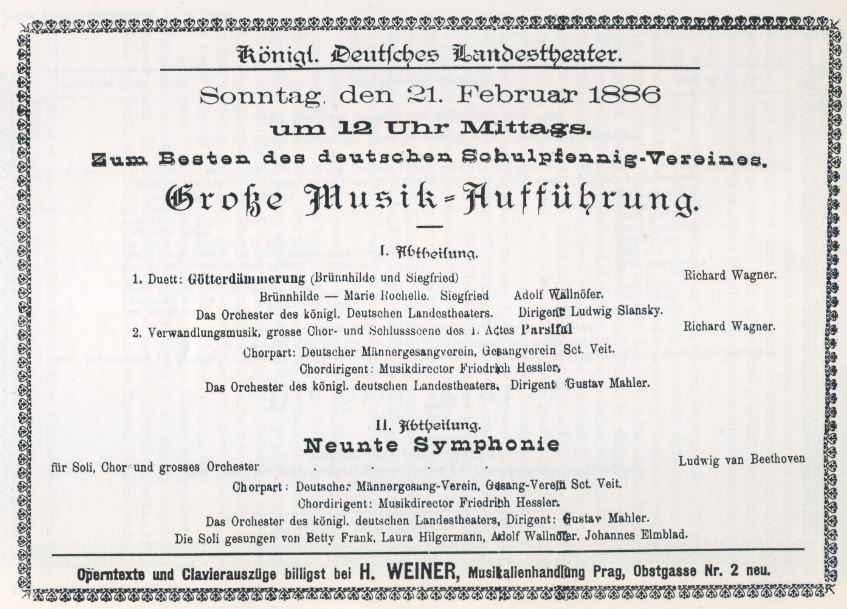 Königl. Deutsches Landestheater.
Sonntag, den 21. Februar 1886
um 12 Uhr Mittags.
Zum Besten des deutschen Schulpfennig-Vereines.
Große Musik-Aufführung.
I. Abtheilung.
1. Duett: Götterdämmerung (Brünnhilde und Siegfried) Richard Wagner.
Brünnhilde — Marie Rochelle. Siegfried Adolf Wallnöfer.
Das Orchester des königl. Deutschen Landestheaters. Dirigent Ludwig Slansky.
2. Verwandlungsmusik, grosse Chor- und Schlussscene des 1. Actes Parsifal Richard Wagner.
Chorpart: Deutscher Männergesangverein, Gesangverein Sct. Veit.
Chordirigent: Musikdirector Friedrich Hessler,
Das Orchester des königl. deutschen Landestheaters, Dirigent Gustav Mahler.
II. Abtheilung.
Neunte Symphonie
für Soli, Chor und grosses Orchester . . . . Ludwig van Beethoven
Chorpart: Deutscher Männergesang-Verein, Gesang-Verein Sct. Veit.
Chordirigent: Musikdirector Friedrich Hessler.
Das Orchester des königl. deutschen Landestheaters, Dirigent: Gustav Mahler.
Die Soli gesungen von Betty Frank, Laura Hilgermann, Adolf Wallnöfer, Johannes Elmblad.
Operntexte und Clavierauszüge billigst bei H. WEINER, Musikalienhandlung Prag, Obstgasse Nr. 2 neu.